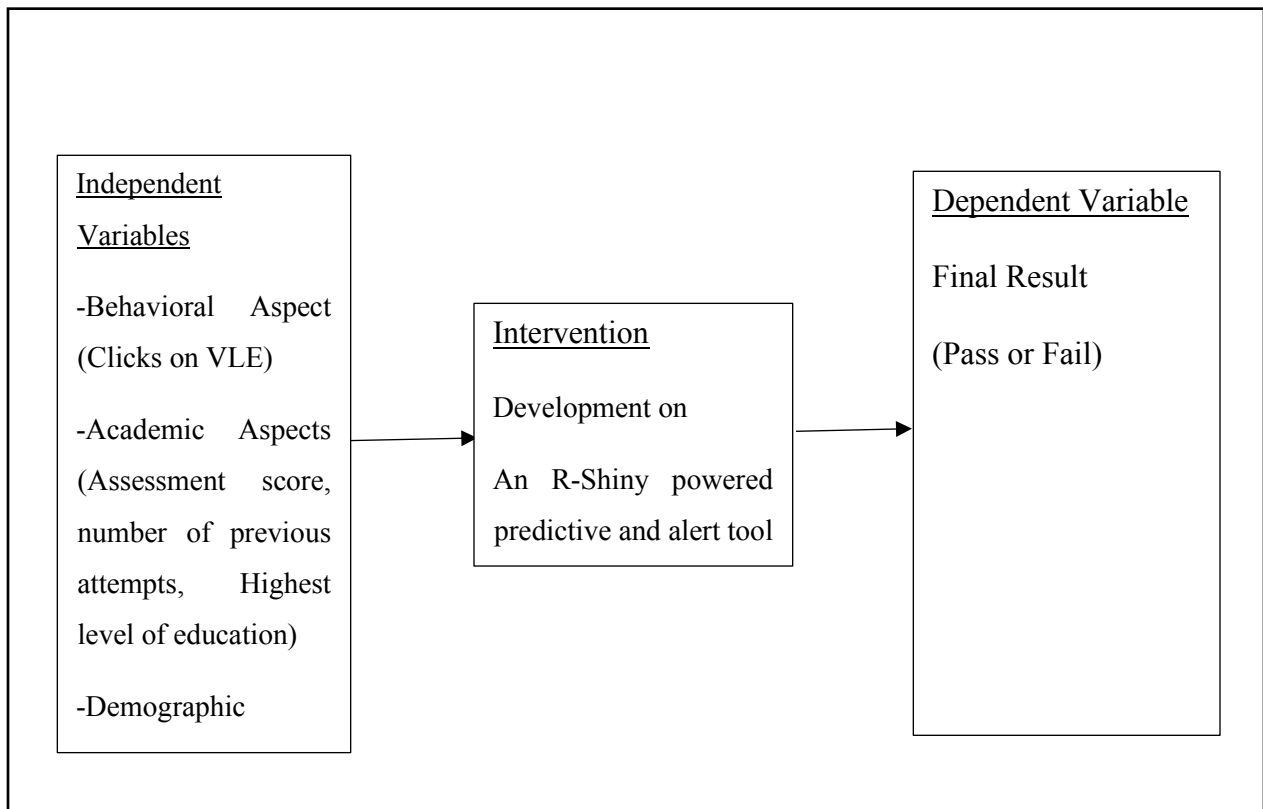 Independent
Variables
-Behavioral Aspect
(Clicks on VLE)
-Academic Aspects
(Assessment score,
number of previous
attempts, Highest
level of education)
-Demographic
Intervention
Development on
An R-Shiny powered
predictive and alert tool
Dependent Variable
Final Result
(Pass or Fail)